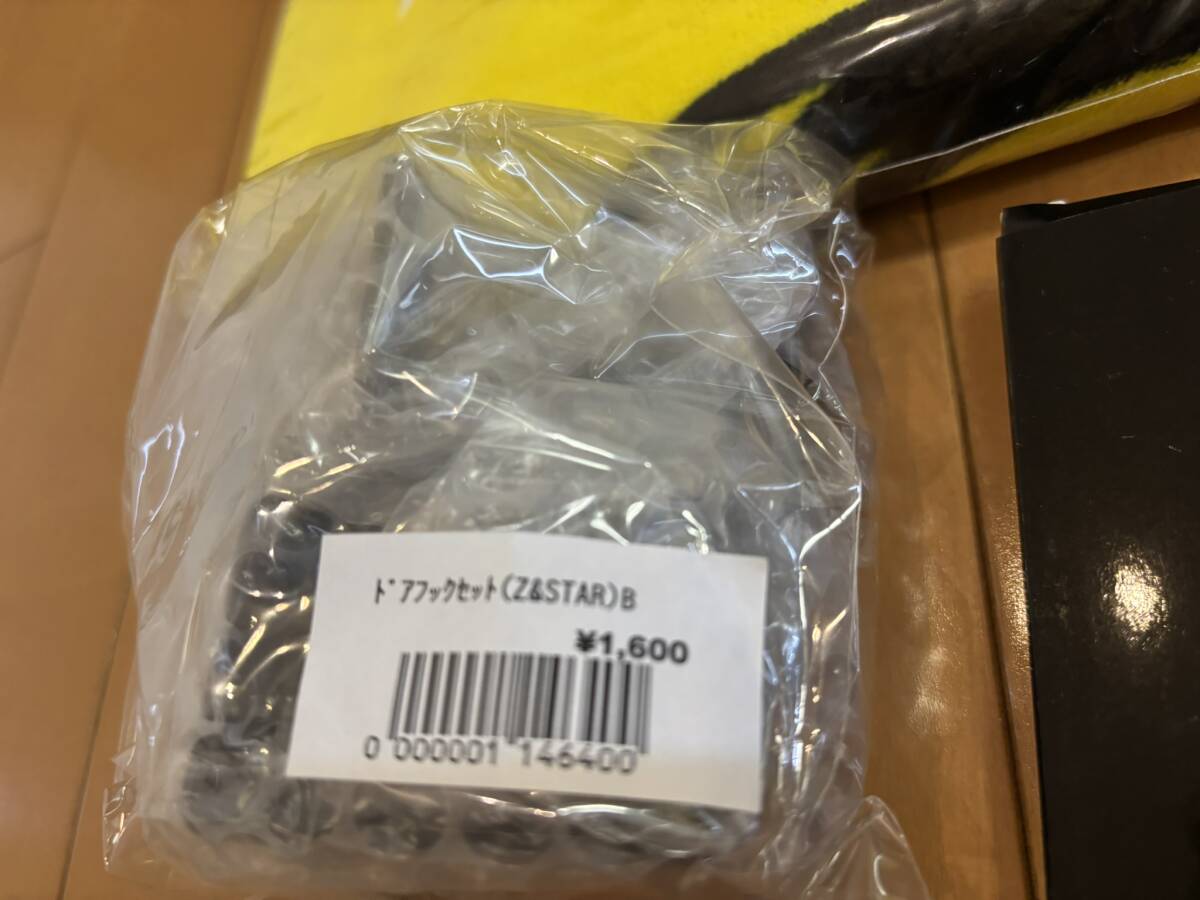 ﾄﾞｱﾌｯｸｾｯﾄ(Z&STAR)B
¥1,600
0 000001 146400